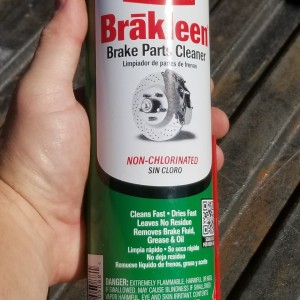 Brākleen
Brake Parts Cleaner
Limpiador de partes de frenos
NON-CHLORINATED
SIN CLORO
Cleans Fast • Dries Fast
Leaves No Residue
Removes Brake Fluid,
Grease & Oil
Limpia rápido • Se seca rápido
No deja residuo
Remueve líquido de frenos, grasa y aceite
DANGER: EXTREMELY FLAMMABLE. HARMFUL OR FATAL
IF SWALLOWED. MAY CAUSE BLINDNESS IF SWALLOWED.
VAPOR HARMFUL. EYE AND SKIN IRRITANT. CONTENTS